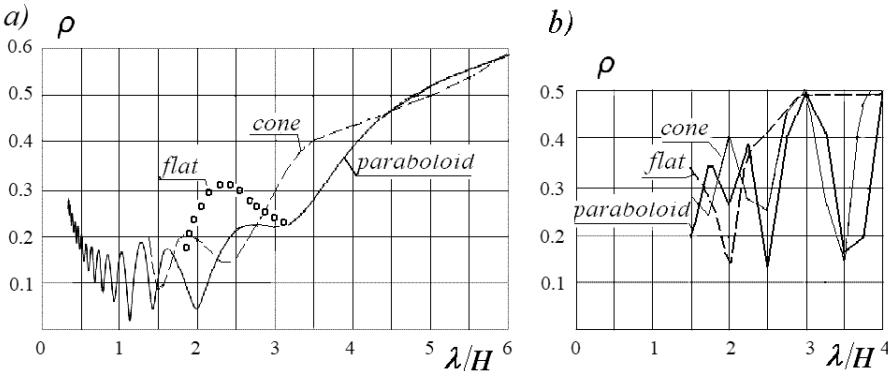 a)
ρ
0.6
0.5
0.4
0.3
0.2
0.1
0 1 2 3 4 5 6
λ/H
cone
flat
paraboloid
b)
ρ
0.5
0.4
0.3
0.2
0.1
0 1 2 3 4
λ/H
cone
flat
paraboloid